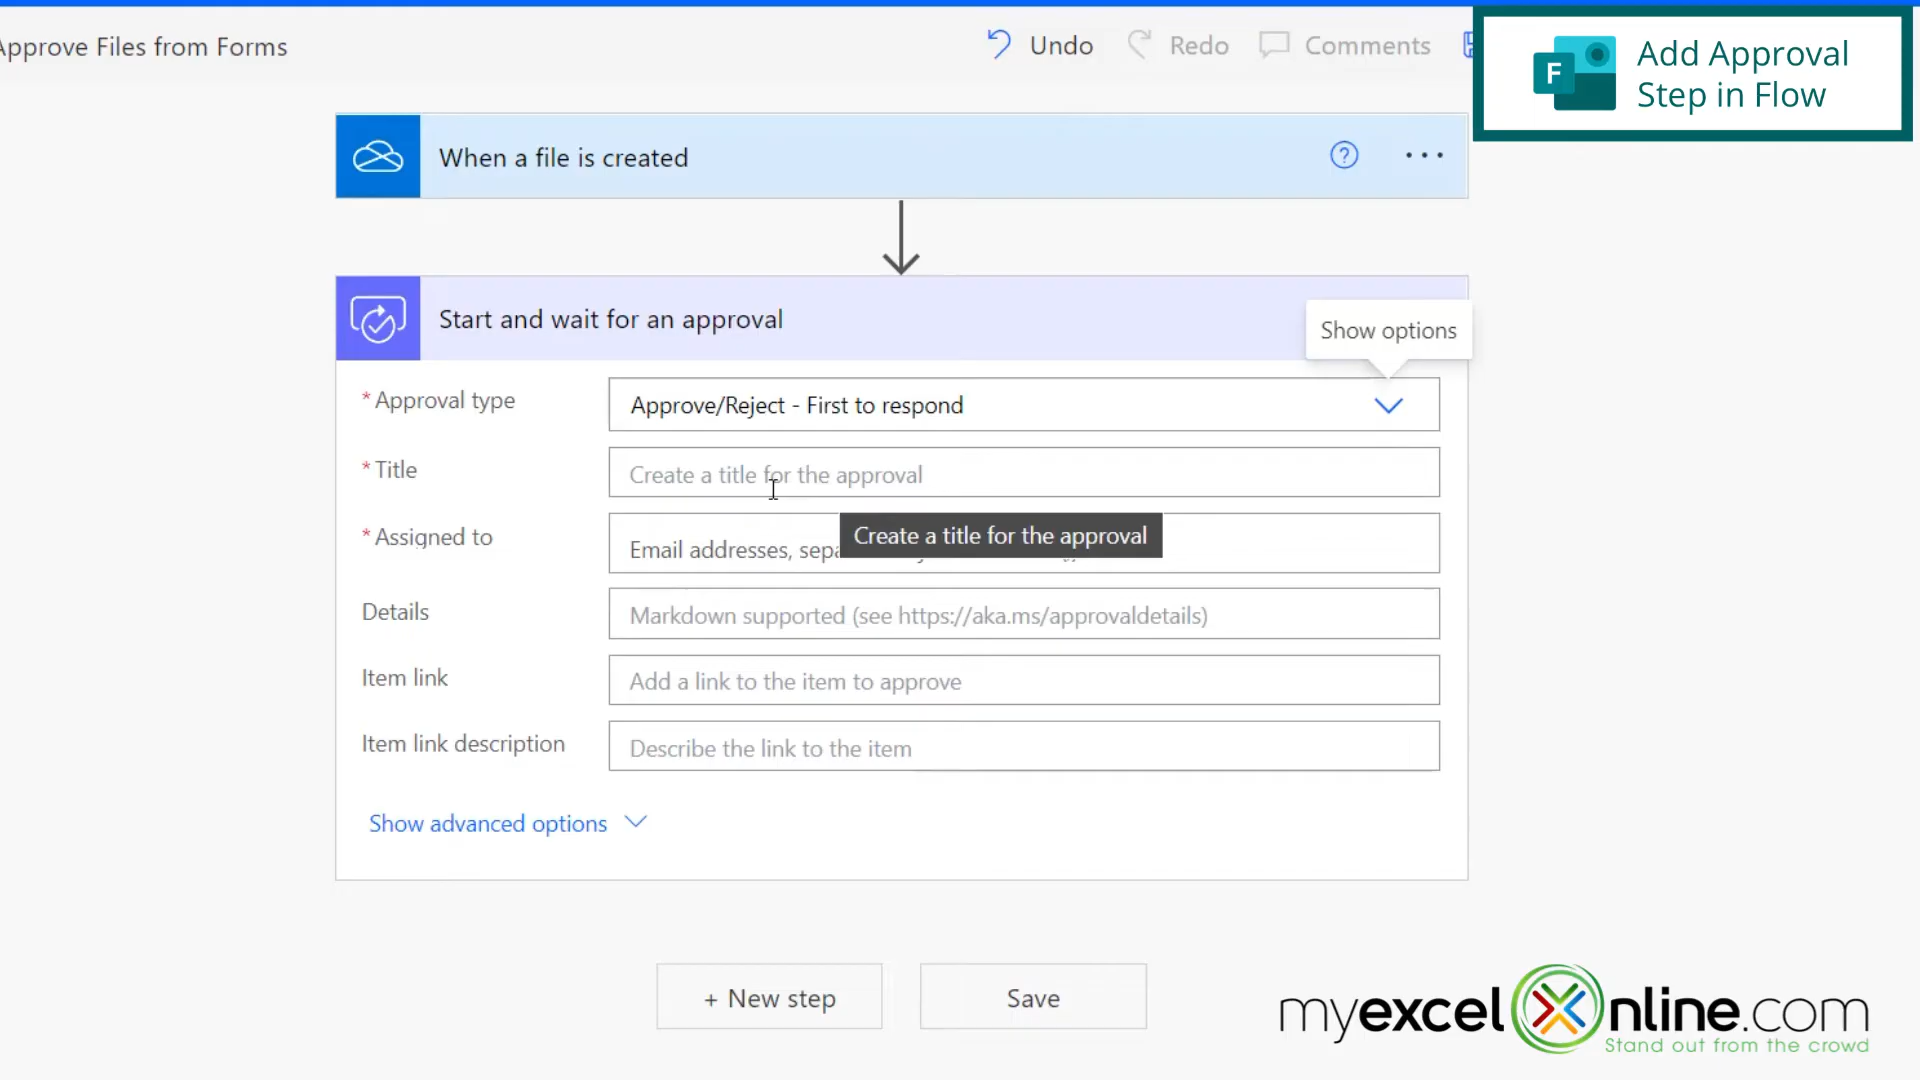 Approve Files from Forms
Undo
Redo
Comments
F
Add Approval
Step in Flow
When a file is created
?
Start and wait for an approval
Show options
* Approval type
Approve/Reject - First to respond
* Title
Create a title for the approval
* Assigned to
Email addresses,
Create a title for the approval
Details
Markdown supported (see https://aka.ms/approvaldetails)
Item link
Add a link to the item to approve
Item link description
Describe the link to the item
Show advanced options
+ New step
Save
myexcelXnline.com
Stand out from the crowd